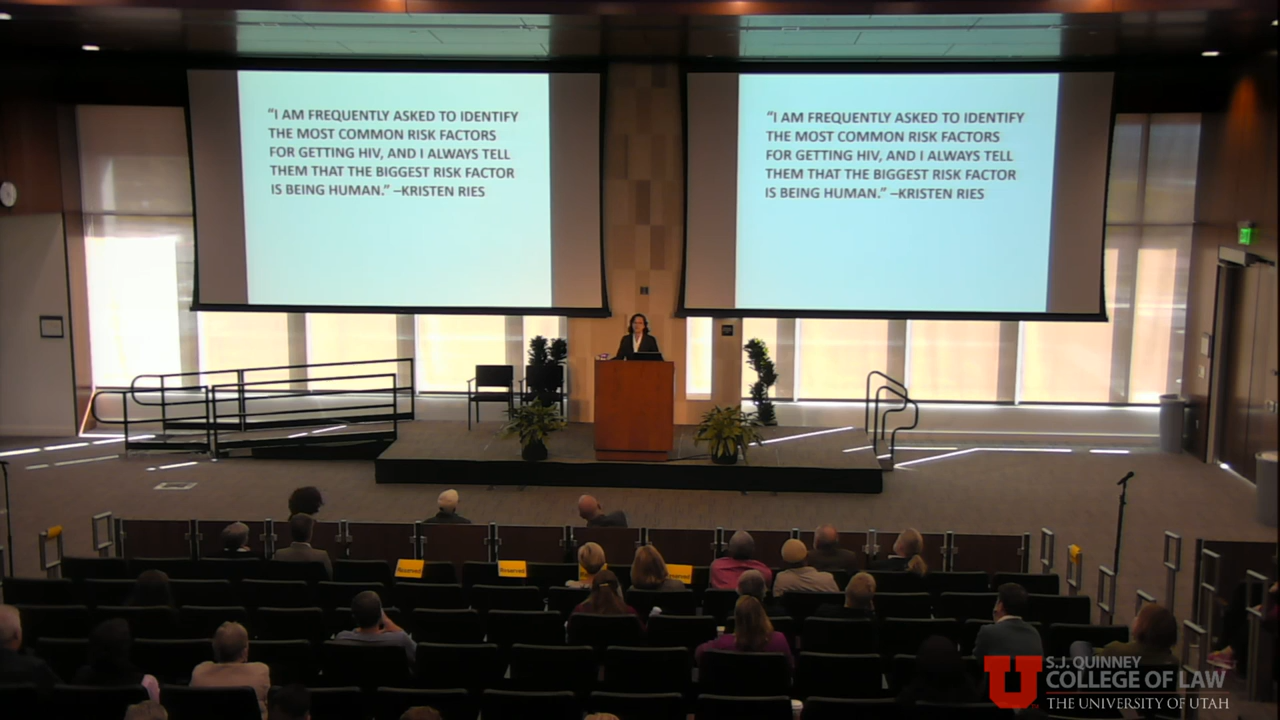 “I AM FREQUENTLY ASKED TO IDENTIFY
THE MOST COMMON RISK FACTORS
FOR GETTING HIV, AND I ALWAYS TELL
THEM THAT THE BIGGEST RISK FACTOR
IS BEING HUMAN.” –KRISTEN RIES
“I AM FREQUENTLY ASKED TO IDENTIFY
THE MOST COMMON RISK FACTORS
FOR GETTING HIV, AND I ALWAYS TELL
THEM THAT THE BIGGEST RISK FACTOR
IS BEING HUMAN.” –KRISTEN RIES
Reserved
Reserved
Reserved
U
S.J. QUINNEY
COLLEGE OF LAW
THE UNIVERSITY OF UTAH